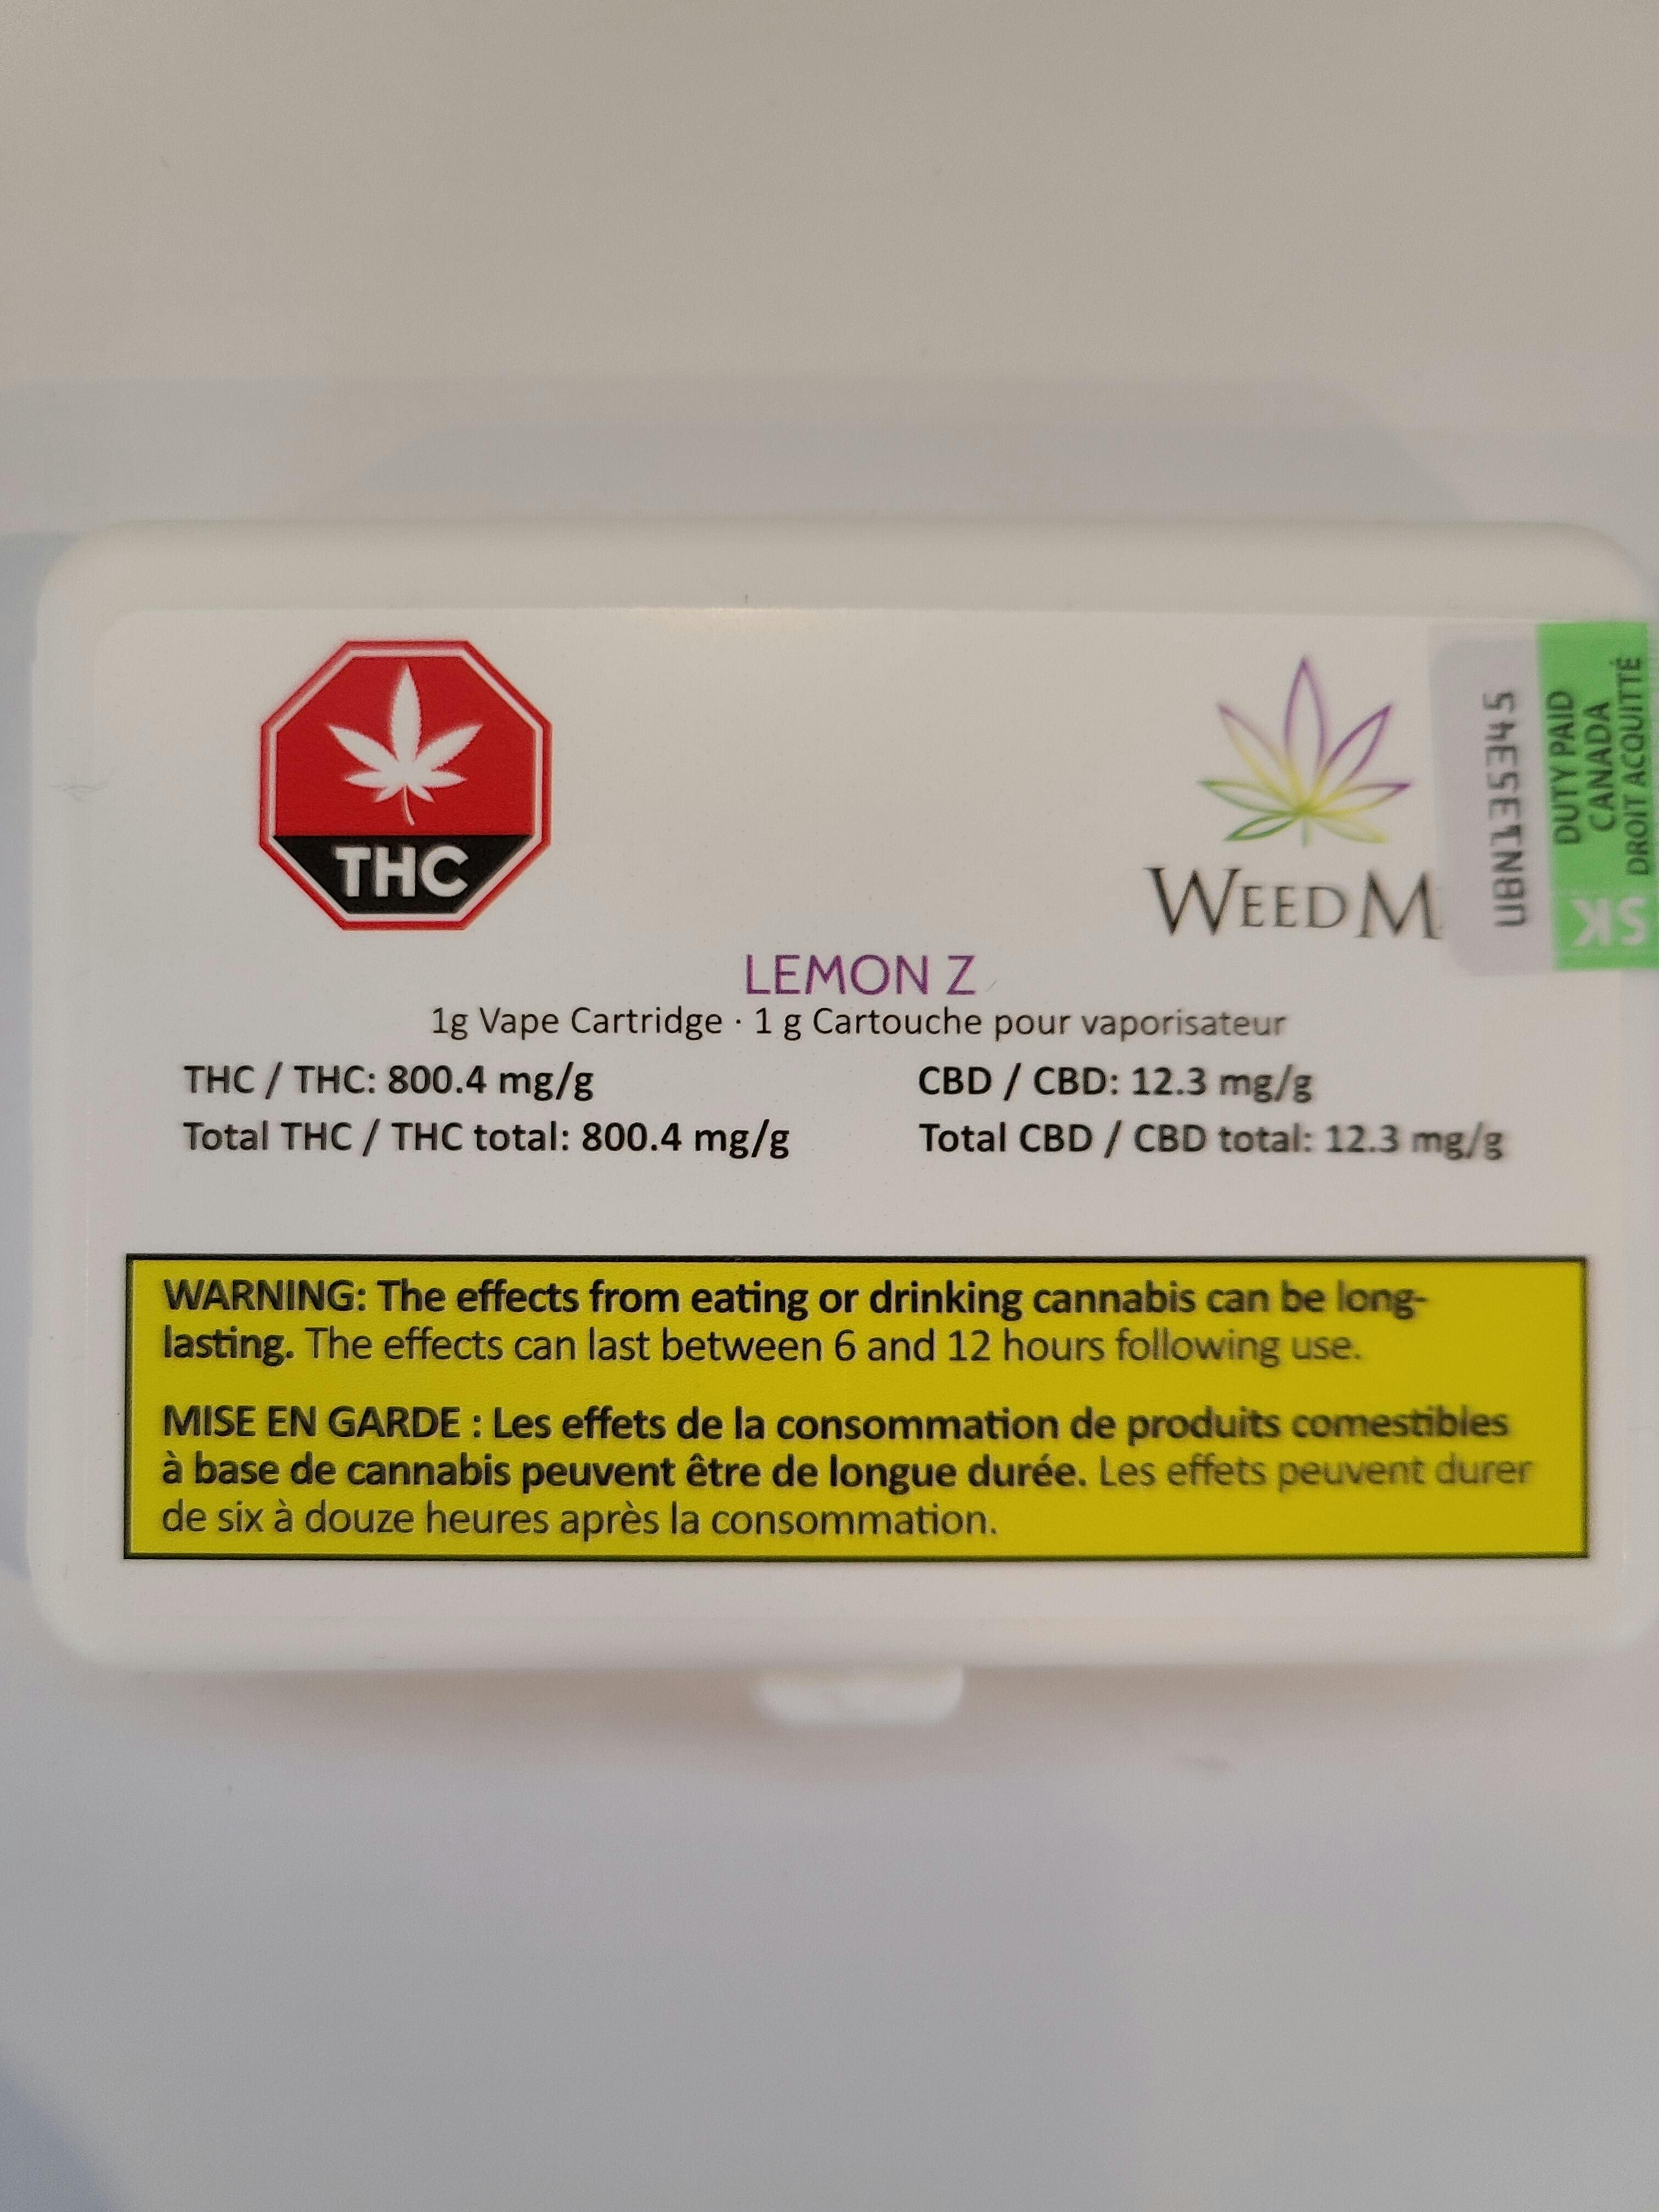 THC
WEED M
UBN1E5E345
DUTY PAID
CANADA
DROIT ACQUITTÉ
SK
LEMON Z
1g Vape Cartridge · 1 g Cartouche pour vaporisateur
THC / THC: 800.4 mg/g
CBD / CBD: 12.3 mg/g
Total THC / THC total: 800.4 mg/g
Total CBD / CBD total: 12.3 mg/g
WARNING: The effects from eating or drinking cannabis can be long-
lasting. The effects can last between 6 and 12 hours following use.
MISE EN GARDE : Les effets de la consommation de produits comestibles
à base de cannabis peuvent être de longue durée. Les effets peuvent durer
de six à douze heures après la consommation.